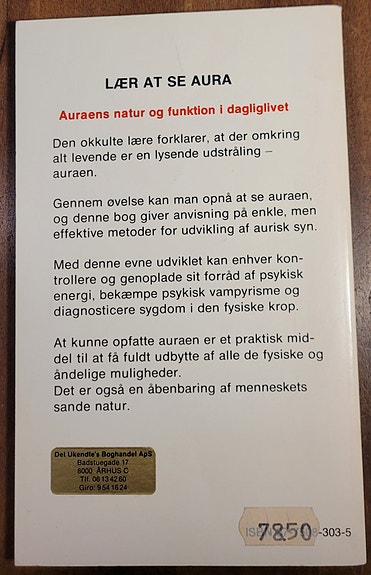 LÆR AT SE AURA
Auraens natur og funktion i dagliglivet
Den okkulte lære forklarer, at der omkring
alt levende er en lysende udstråling –
auraen.
Gennem øvelse kan man opnå at se auraen,
og denne bog giver anvisning på enkle, men
effektive metoder for udvikling af aurisk syn.
Med denne evne udviklet kan enhver kon-
trollere og genoplade sit forråd af psykisk
energi, bekæmpe psykisk vampyrisme og
diagnosticere sygdom i den fysiske krop.
At kunne opfatte auraen er et praktisk mid-
del til at få fuldt udbytte af alle de fysiske og
åndelige muligheder.
Det er også en åbenbaring af menneskets
sande natur.
Det Ukendte's Boghandel ApS
Badstuegade 17
8000 ÅRHUS C
Tlf. 06 13 42 60
Giro: 9 54 16 24
7850
ISBN -303-5